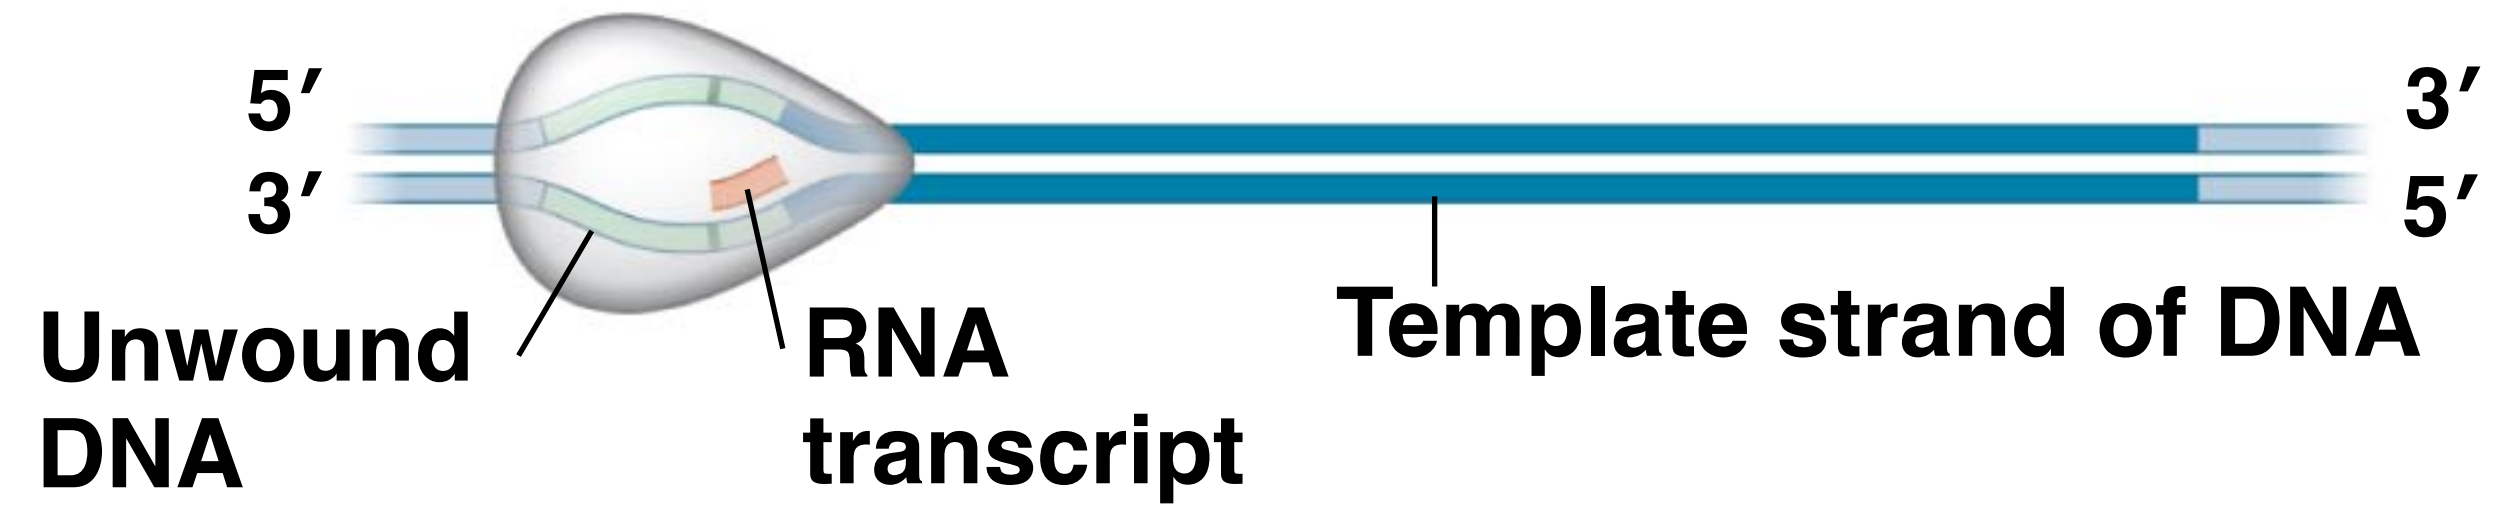 5′
3′
3′
5′
Unwound
DNA
RNA
transcript
Template strand of DNA